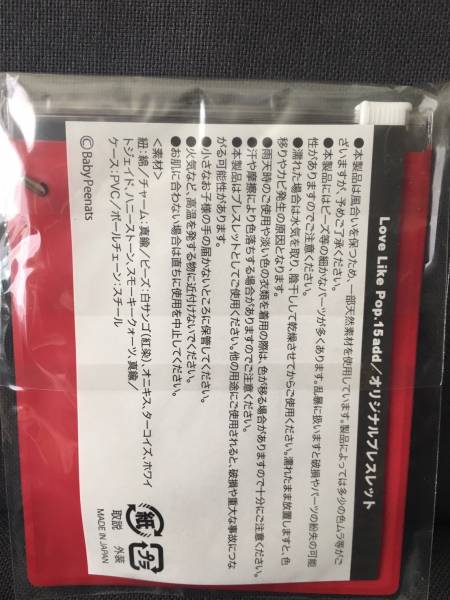 Love Like Pop.15add／オリジナルブレスレット
●本製品は風合いを保つため、一部天然素材を使用しています。製品によっては多少の色ムラ等がご
ざいますが、予めご了承ください。
●本製品にはビーズ等の細かなパーツが多くあります。乱暴に扱いますと破損やパーツの紛失の可能
性がありますのでご注意ください。
●濡れた場合は水気を取り、陰干しして乾燥させてからご使用ください。濡れたまま放置しますと、色
移りやカビ発生の原因となります。
●雨天時のご使用や淡い色の衣類を着用の際は、色が移る場合がありますので十分にご注意ください。
●汗や摩擦により色落ちする場合がありますのでご注意ください。
●本製品はブレスレットとしてご使用ください。他の用途にご使用されると、破損や重大な事故につな
がる可能性があります。
●小さなお子様の手の届かないところに保管してください。
●火気など、高温を発する物に近付けないでください。
●お肌に合わない場合は直ちに使用を中止してください。
＜素材＞
紐：綿／チャーム：真鍮／ビーズ：白サンゴ（紅染）、オニキス、ターコイズ、ホワイ
トジェイド、ハニーストーン、スモーキークォーツ、真鍮／
ケース：PVC／ボールチェーン：スチール
©BabyPeenats
紙 プラ
取説 外装
MADE IN JAPAN